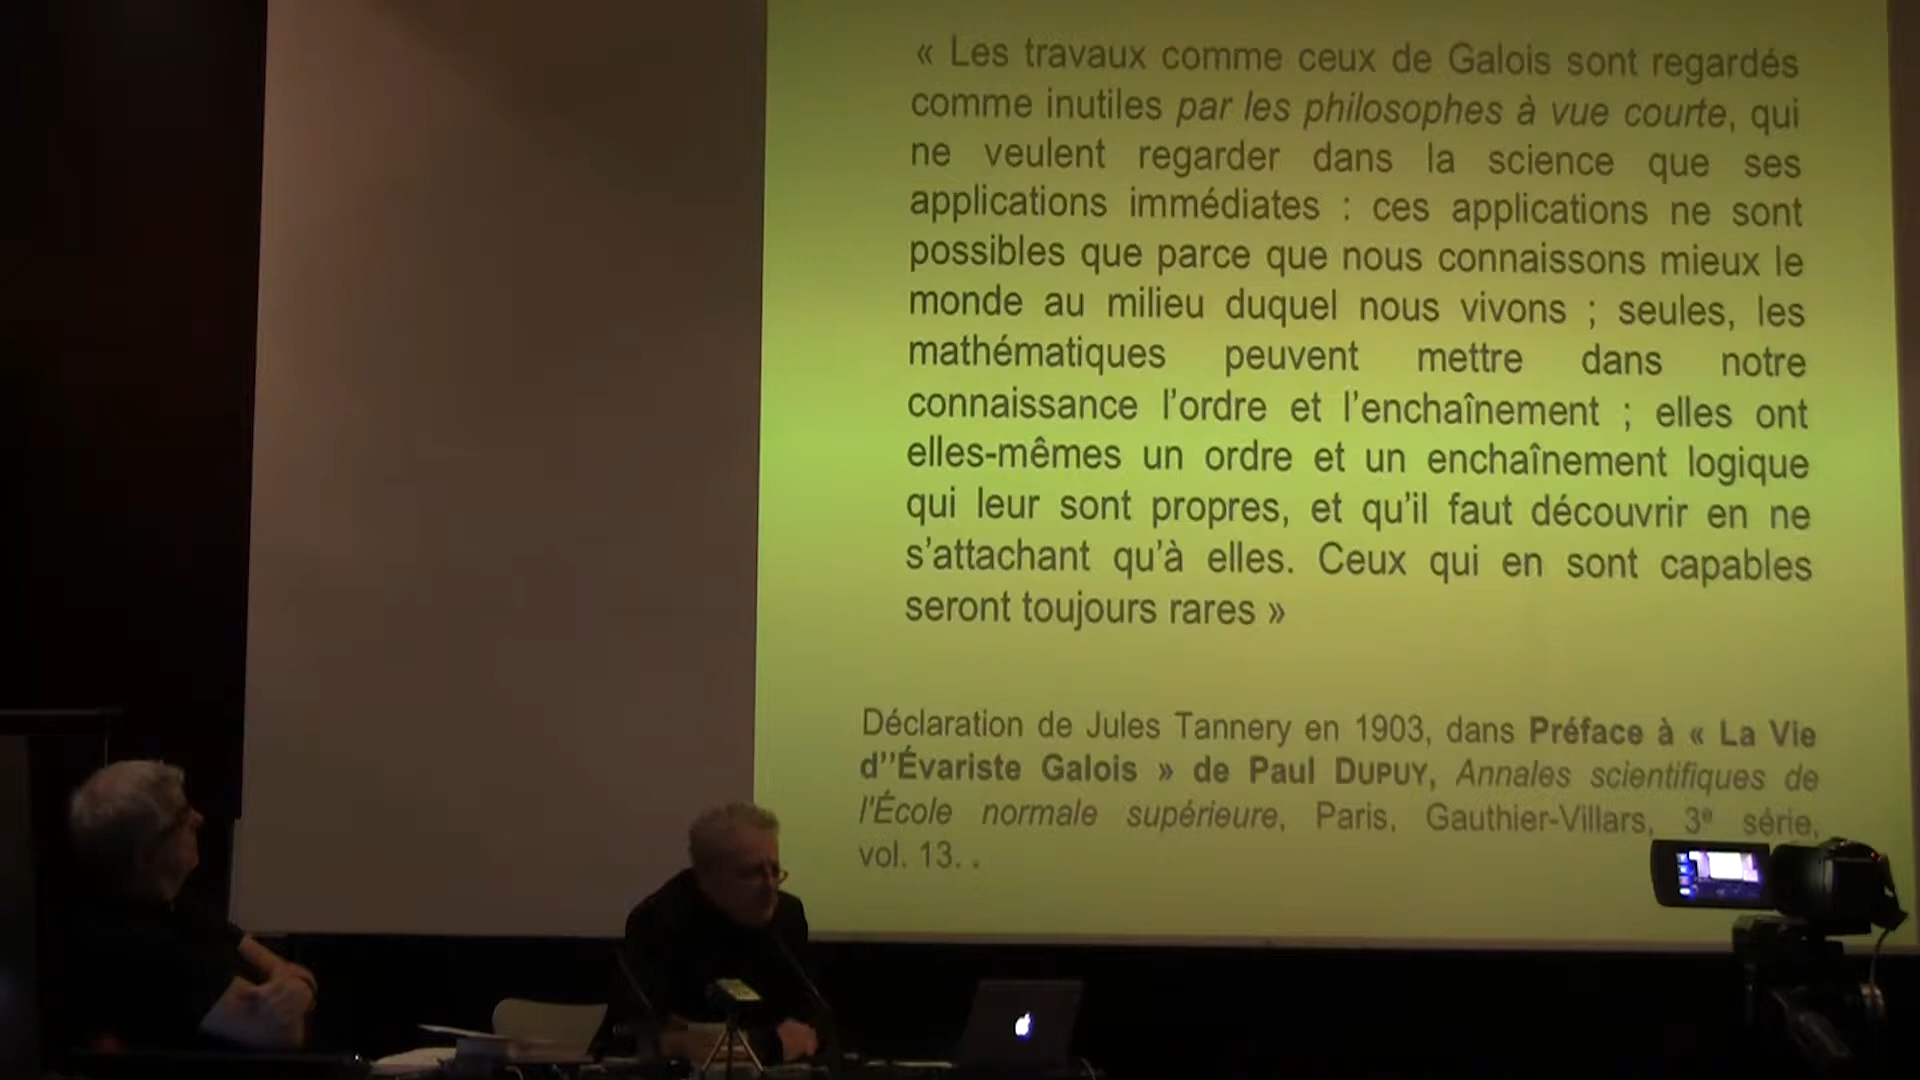 « Les travaux comme ceux de Galois sont regardés
comme inutiles par les philosophes à vue courte, qui
ne veulent regarder dans la science que ses
applications immédiates : ces applications ne sont
possibles que parce que nous connaissons mieux le
monde au milieu duquel nous vivons ; seules, les
mathématiques peuvent mettre dans notre
connaissance l’ordre et l’enchaînement ; elles ont
elles-mêmes un ordre et un enchaînement logique
qui leur sont propres, et qu’il faut découvrir en ne
s’attachant qu’à elles. Ceux qui en sont capables
seront toujours rares »
Déclaration de Jules Tannery en 1903, dans Préface à « La Vie
d’’Évariste Galois » de Paul DUPUY, Annales scientifiques de
l'École normale supérieure, Paris, Gauthier-Villars, 3e série,
vol. 13. .